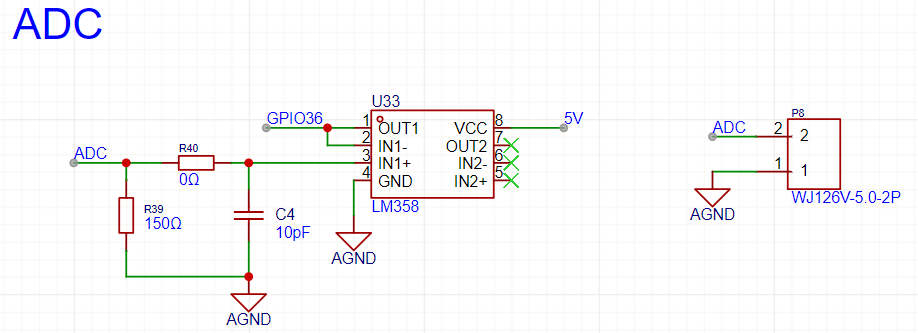 ADC
U33
GPIO36
1
OUT1
VCC
8
5V
2
IN1-
OUT2
7
ADC
R40
0Ω
3
IN1+
IN2-
6
4
GND
IN2+
5
LM358
R39
150Ω
C4
10pF
AGND
AGND
P8
ADC
2
2
1
1
WJ126V-5.0-2P
AGND